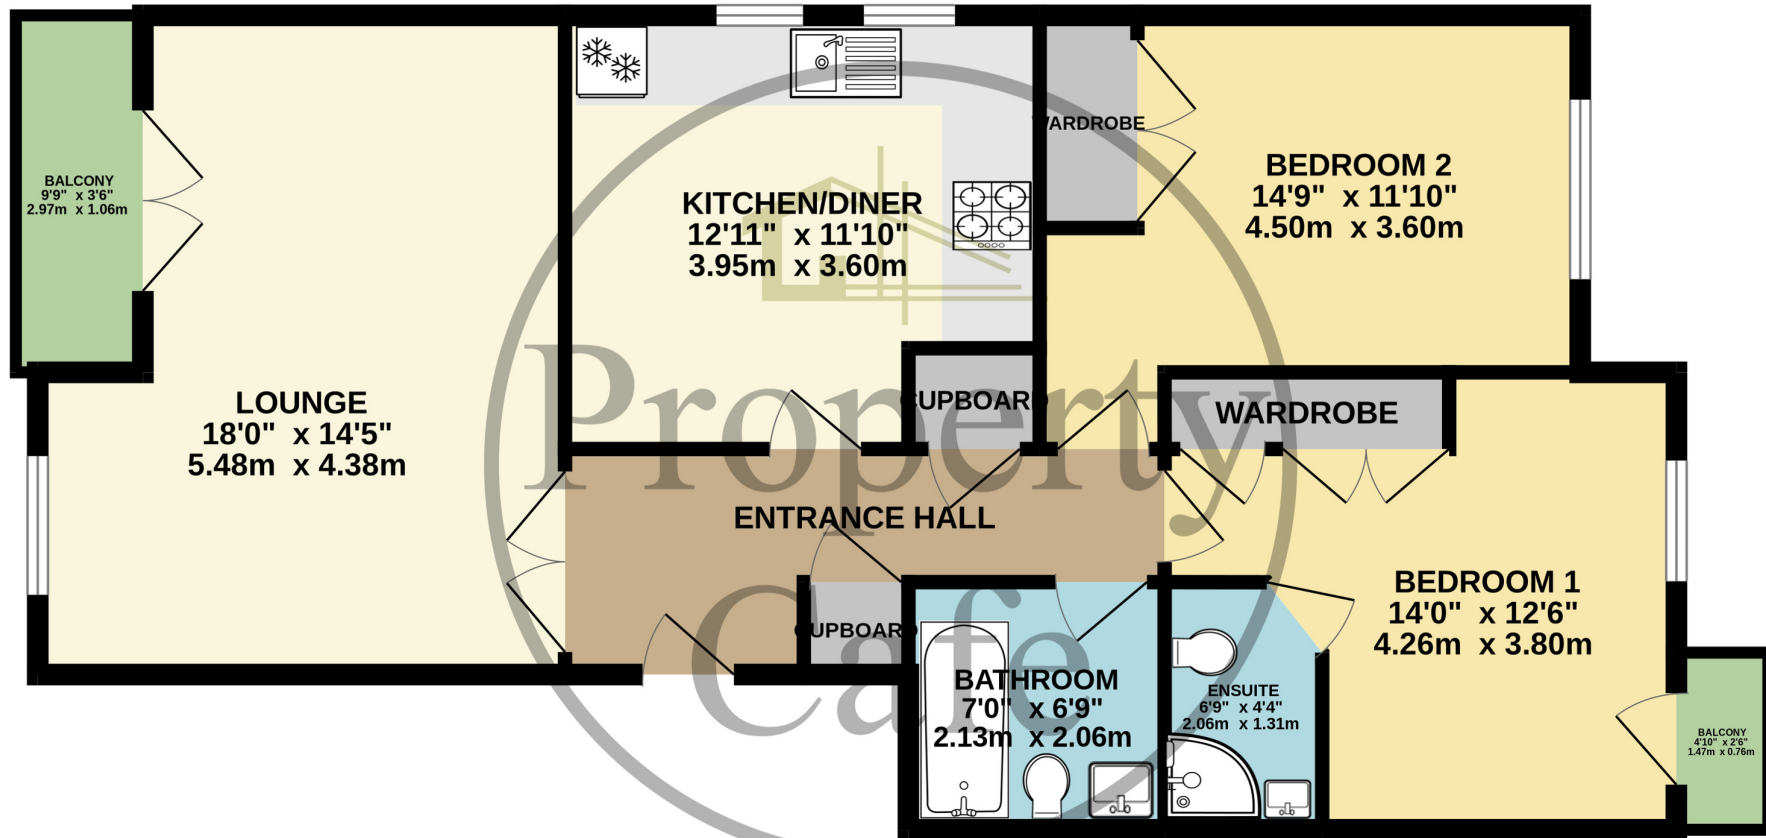 BALCONY
9'9" x 3'6"
2.97m x 1.06m
LOUNGE
18'0" x 14'5"
5.48m x 4.38m
KITCHEN/DINER
12'11" x 11'10"
3.95m x 3.60m
WARDROBE
BEDROOM 2
14'9" x 11'10"
4.50m x 3.60m
CUPBOARD
WARDROBE
ENTRANCE HALL
CUPBOARD
BATHROOM
7'0" x 6'9"
2.13m x 2.06m
ENSUITE
6'9" x 4'4"
2.06m x 1.31m
BEDROOM 1
14'0" x 12'6"
4.26m x 3.80m
BALCONY
4'10" x 2'6"
1.47m x 0.76m
Property
Cafe